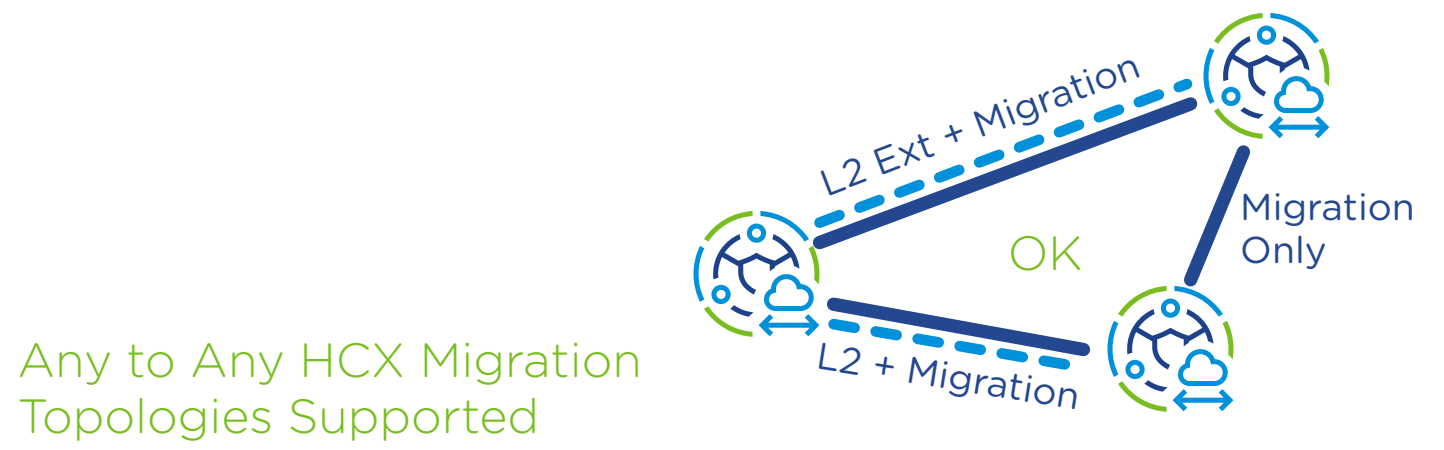 L2 Ext + Migration
Migration
Only
OK
L2 + Migration
Any to Any HCX Migration
Topologies Supported